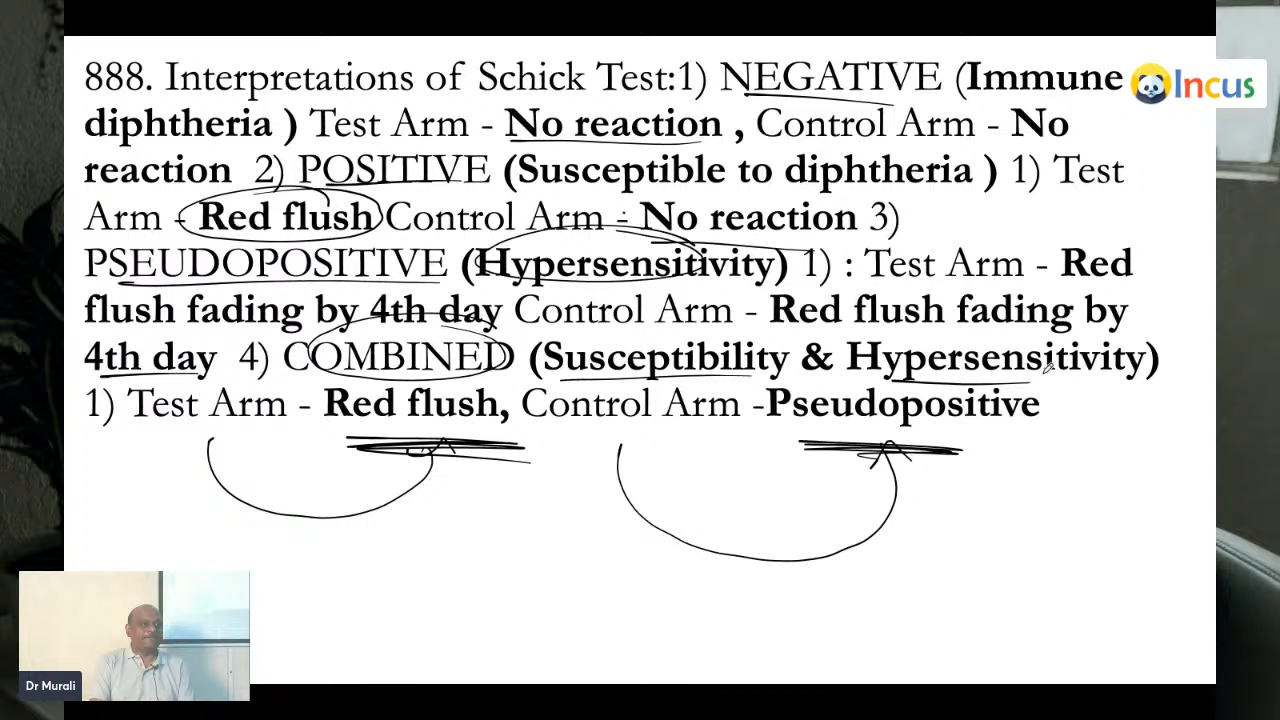 888. Interpretations of Schick Test:1) NEGATIVE (Immune
diphtheria ) Test Arm - No reaction , Control Arm - No
reaction 2) POSITIVE (Susceptible to diphtheria ) 1) Test
Arm - Red flush Control Arm - No reaction 3)
PSEUDOPOSITIVE (Hypersensitivity) 1) : Test Arm - Red
flush fading by 4th day Control Arm - Red flush fading by
4th day 4) COMBINED (Susceptibility & Hypersensitivity)
1) Test Arm - Red flush, Control Arm -Pseudopositive
Incus
Dr Murali